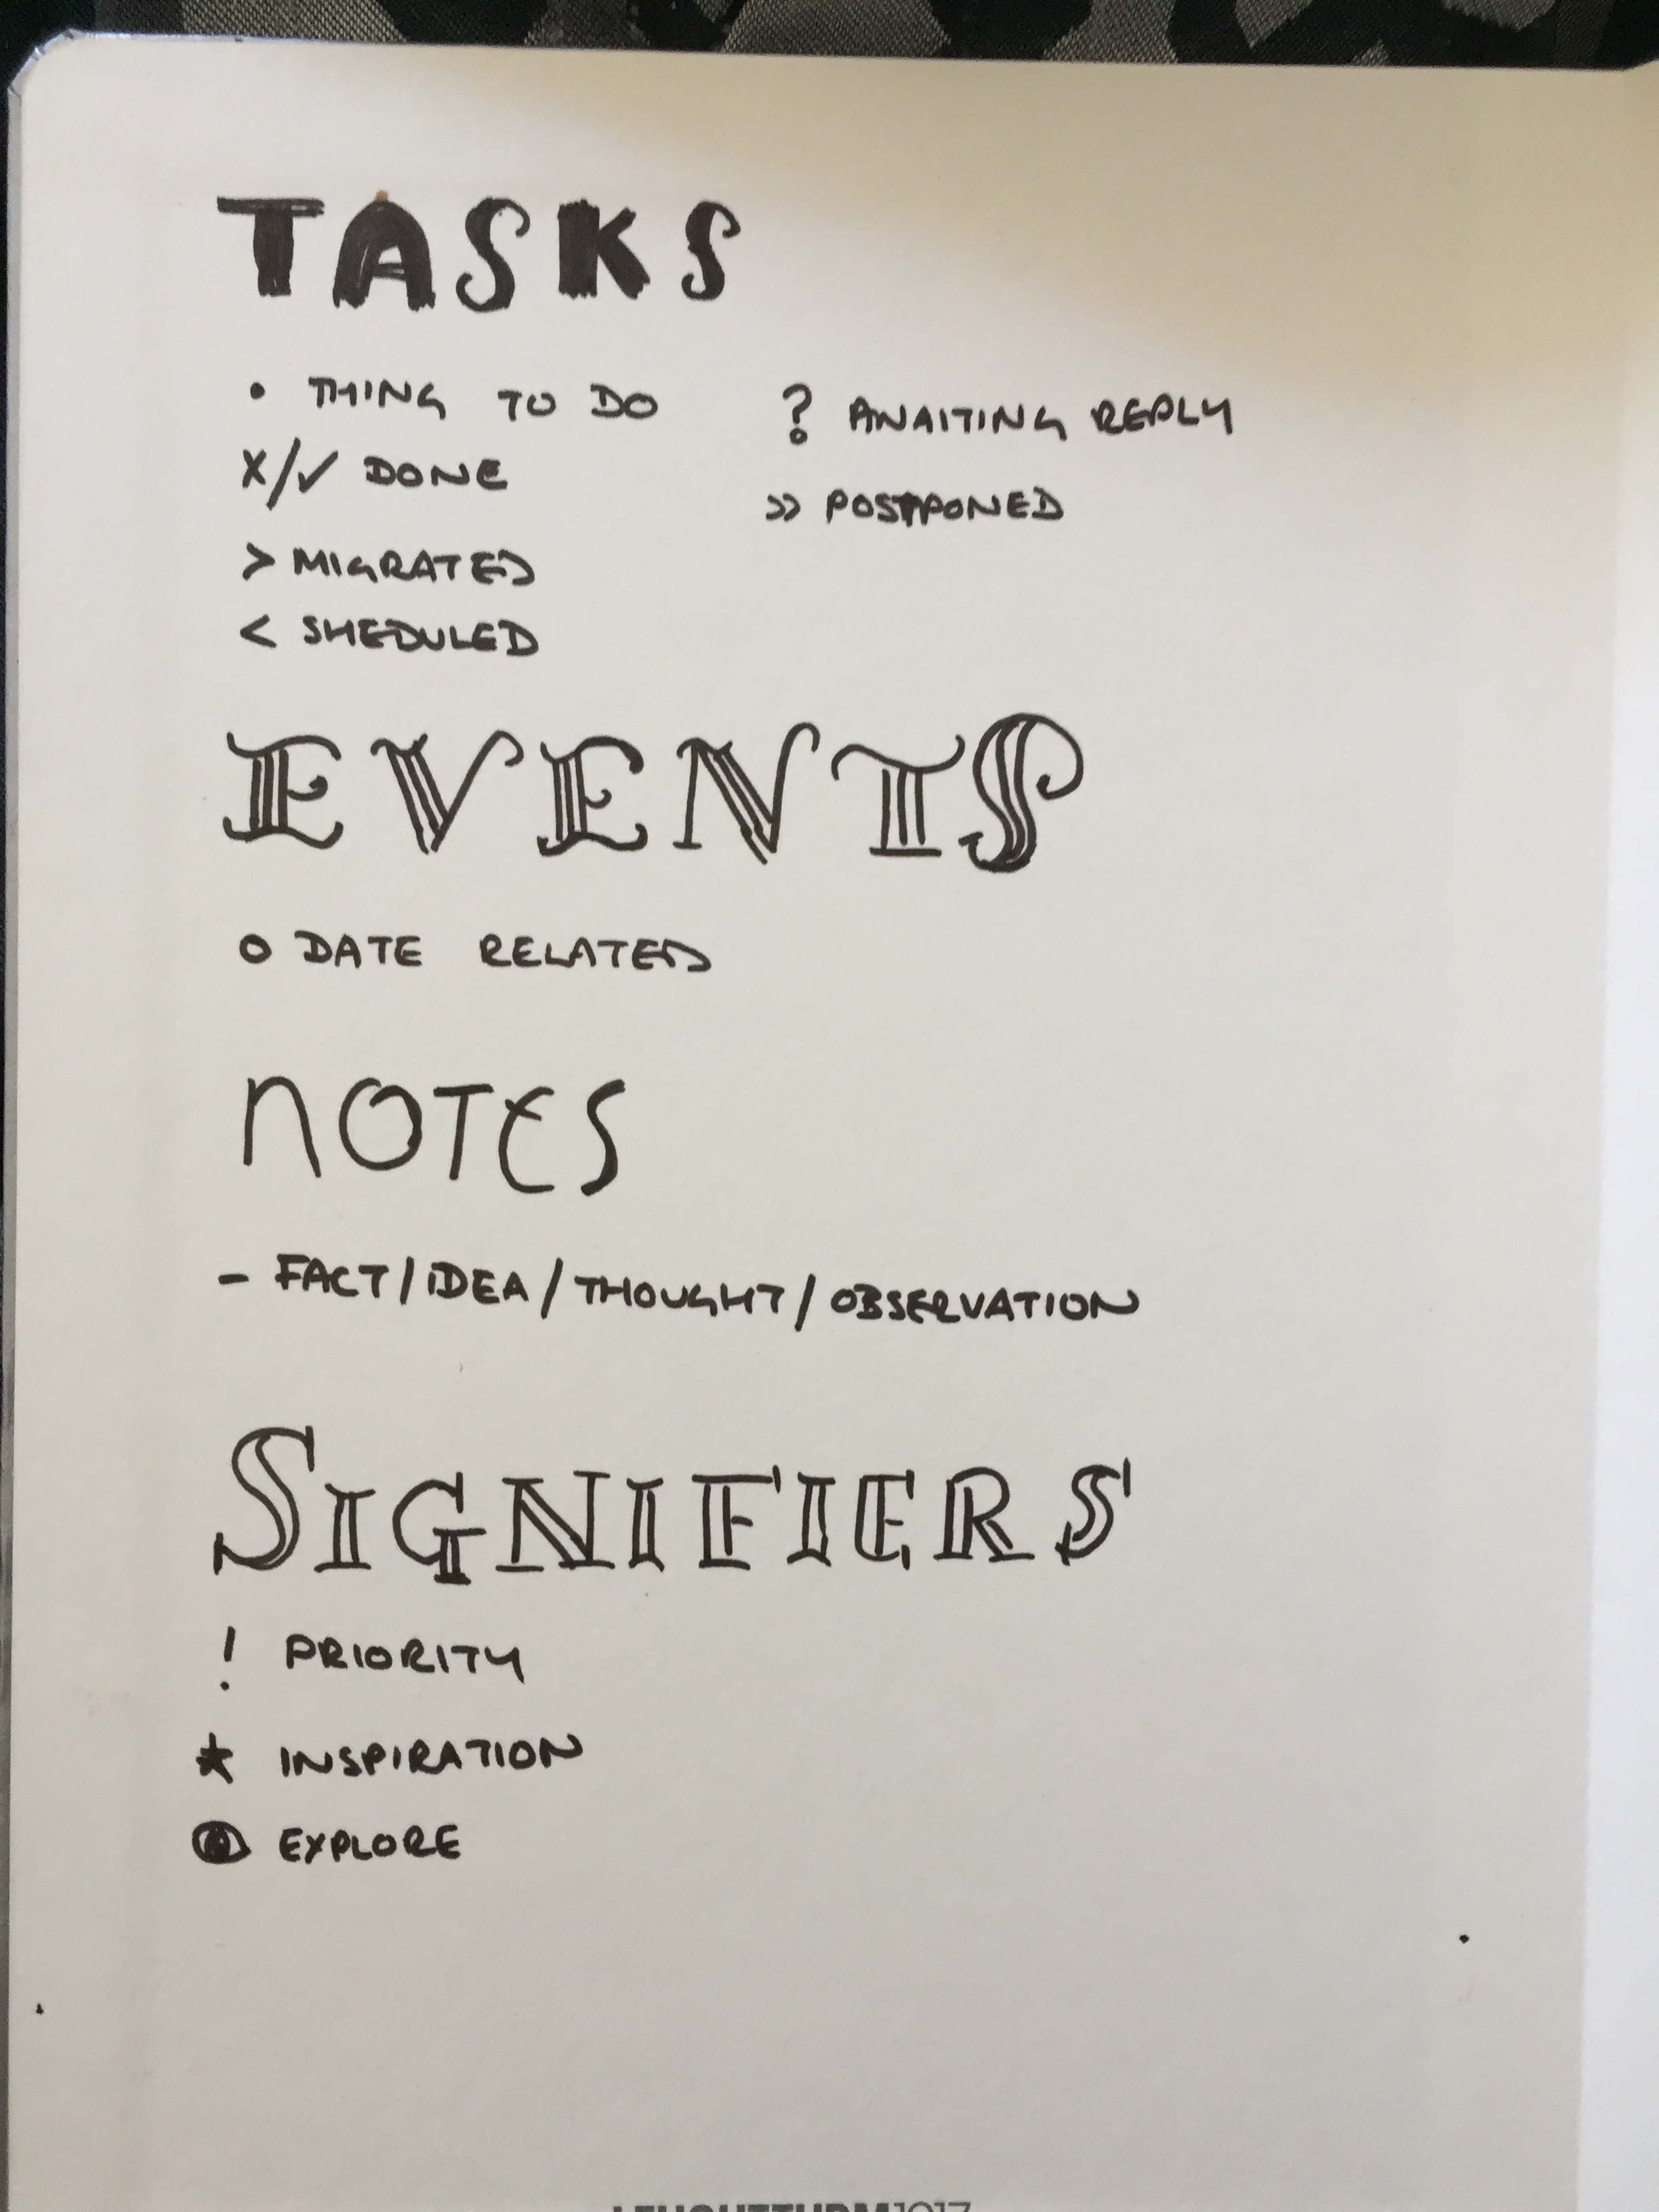 TASKS
• THING TO DO
X/✓ DONE
> MIGRATED
< SHEDULED
? AWAITING REPLY
>> POSTPONED
EVENTS
O DATE RELATED
NOTES
– FACT/IDEA/THOUGHT/OBSERVATION
SIGNIFIERS
! PRIORITY
★ INSPIRATION
EXPLORE
LEUCHTTURM1917